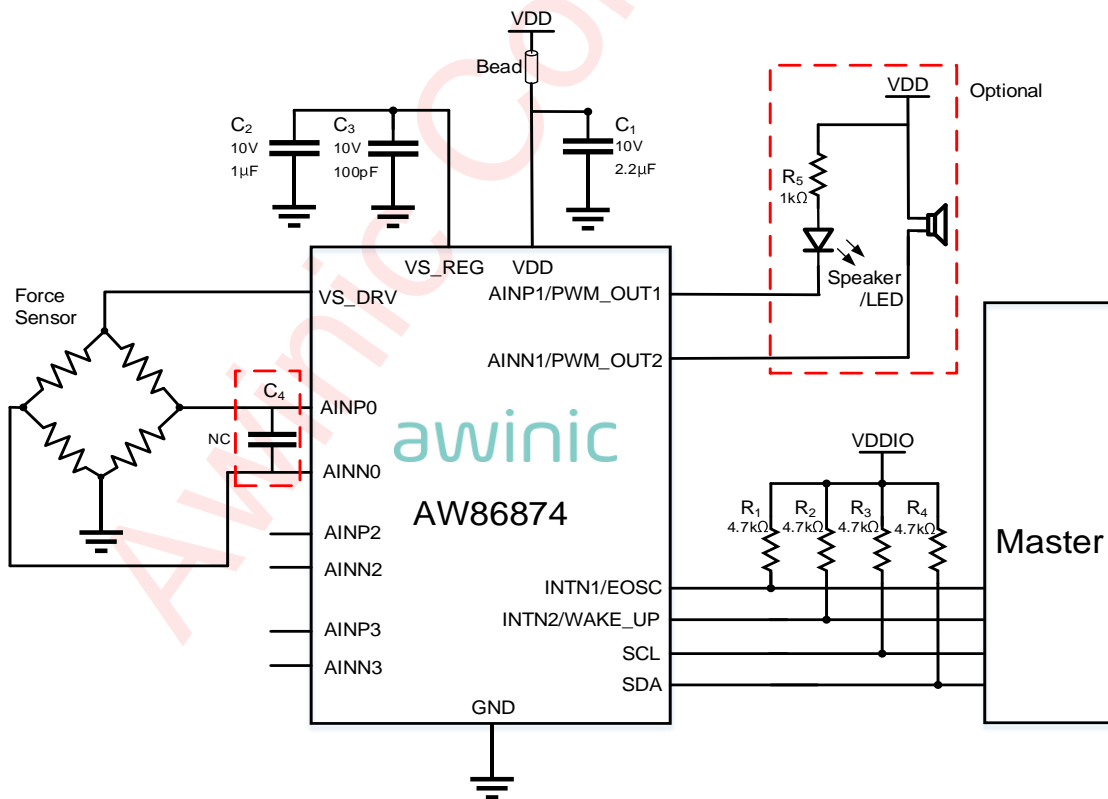 VDD
Bead
C2
10V
1µF
C3
10V
100pF
C1
10V
2.2µF
VDD
Optional
R5
1kΩ
Speaker
/LED
VS_REG
VDD
VS_DRV
AINP1/PWM_OUT1
AINN1/PWM_OUT2
Force
Sensor
C4
NC
AINP0
AINN0
awinic
AW86874
AINP2
AINN2
AINP3
AINN3
VDDIO
R1
4.7kΩ
R2
4.7kΩ
R3
4.7kΩ
R4
4.7kΩ
Master
INTN1/EOSC
INTN2/WAKE_UP
SCL
SDA
GND
Awinic Con